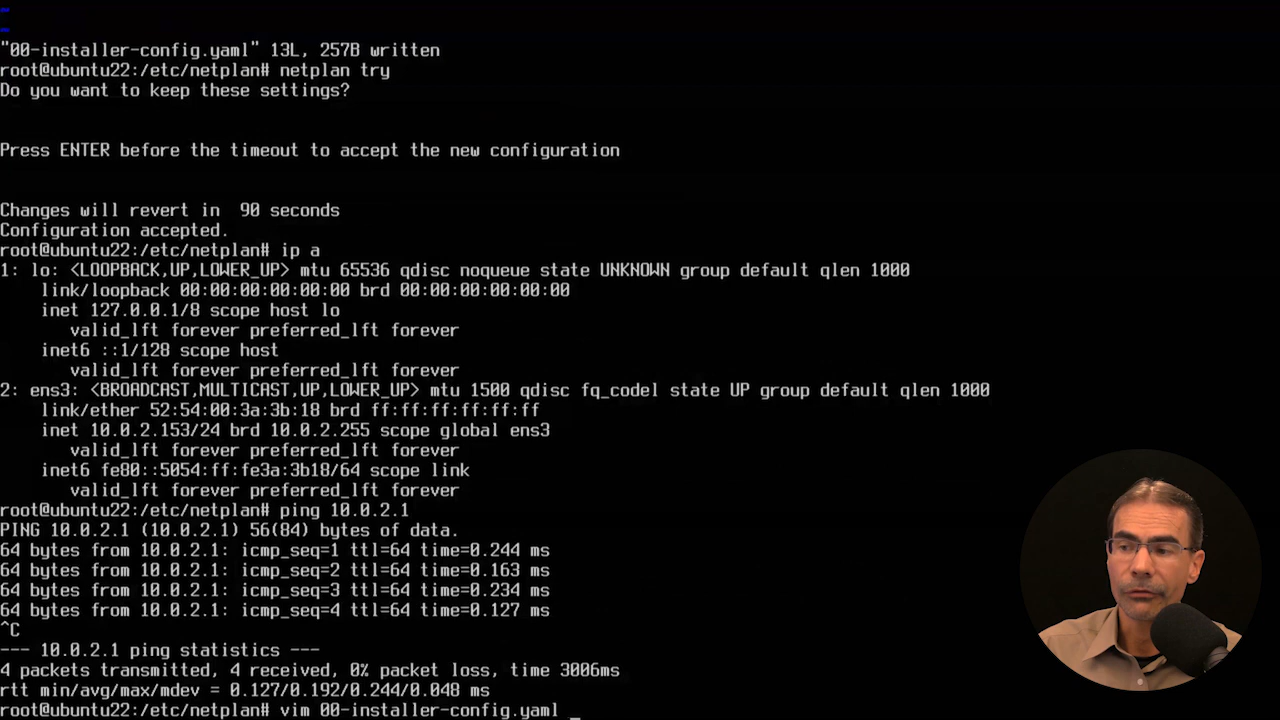 ~
~
"00-installer-config.yaml" 13L, 257B written
root@ubuntu22:/etc/netplan# netplan try
Do you want to keep these settings?
Press ENTER before the timeout to accept the new configuration
Changes will revert in  90 seconds
Configuration accepted.
root@ubuntu22:/etc/netplan# ip a
1: lo: <LOOPBACK,UP,LOWER_UP> mtu 65536 qdisc noqueue state UNKNOWN group default qlen 1000
    link/loopback 00:00:00:00:00:00 brd 00:00:00:00:00:00
    inet 127.0.0.1/8 scope host lo
       valid_lft forever preferred_lft forever
    inet6 ::1/128 scope host
       valid_lft forever preferred_lft forever
2: ens3: <BROADCAST,MULTICAST,UP,LOWER_UP> mtu 1500 qdisc fq_codel state UP group default qlen 1000
    link/ether 52:54:00:3a:3b:18 brd ff:ff:ff:ff:ff:ff
    inet 10.0.2.153/24 brd 10.0.2.255 scope global ens3
       valid_lft forever preferred_lft forever
    inet6 fe80::5054:ff:fe3a:3b18/64 scope link
       valid_lft forever preferred_lft forever
root@ubuntu22:/etc/netplan# ping 10.0.2.1
PING 10.0.2.1 (10.0.2.1) 56(84) bytes of data.
64 bytes from 10.0.2.1: icmp_seq=1 ttl=64 time=0.244 ms
64 bytes from 10.0.2.1: icmp_seq=2 ttl=64 time=0.163 ms
64 bytes from 10.0.2.1: icmp_seq=3 ttl=64 time=0.234 ms
64 bytes from 10.0.2.1: icmp_seq=4 ttl=64 time=0.127 ms
^C
--- 10.0.2.1 ping statistics ---
4 packets transmitted, 4 received, 0% packet loss, time 3006ms
rtt min/avg/max/mdev = 0.127/0.192/0.244/0.048 ms
root@ubuntu22:/etc/netplan# vim 00-installer-config.yaml _